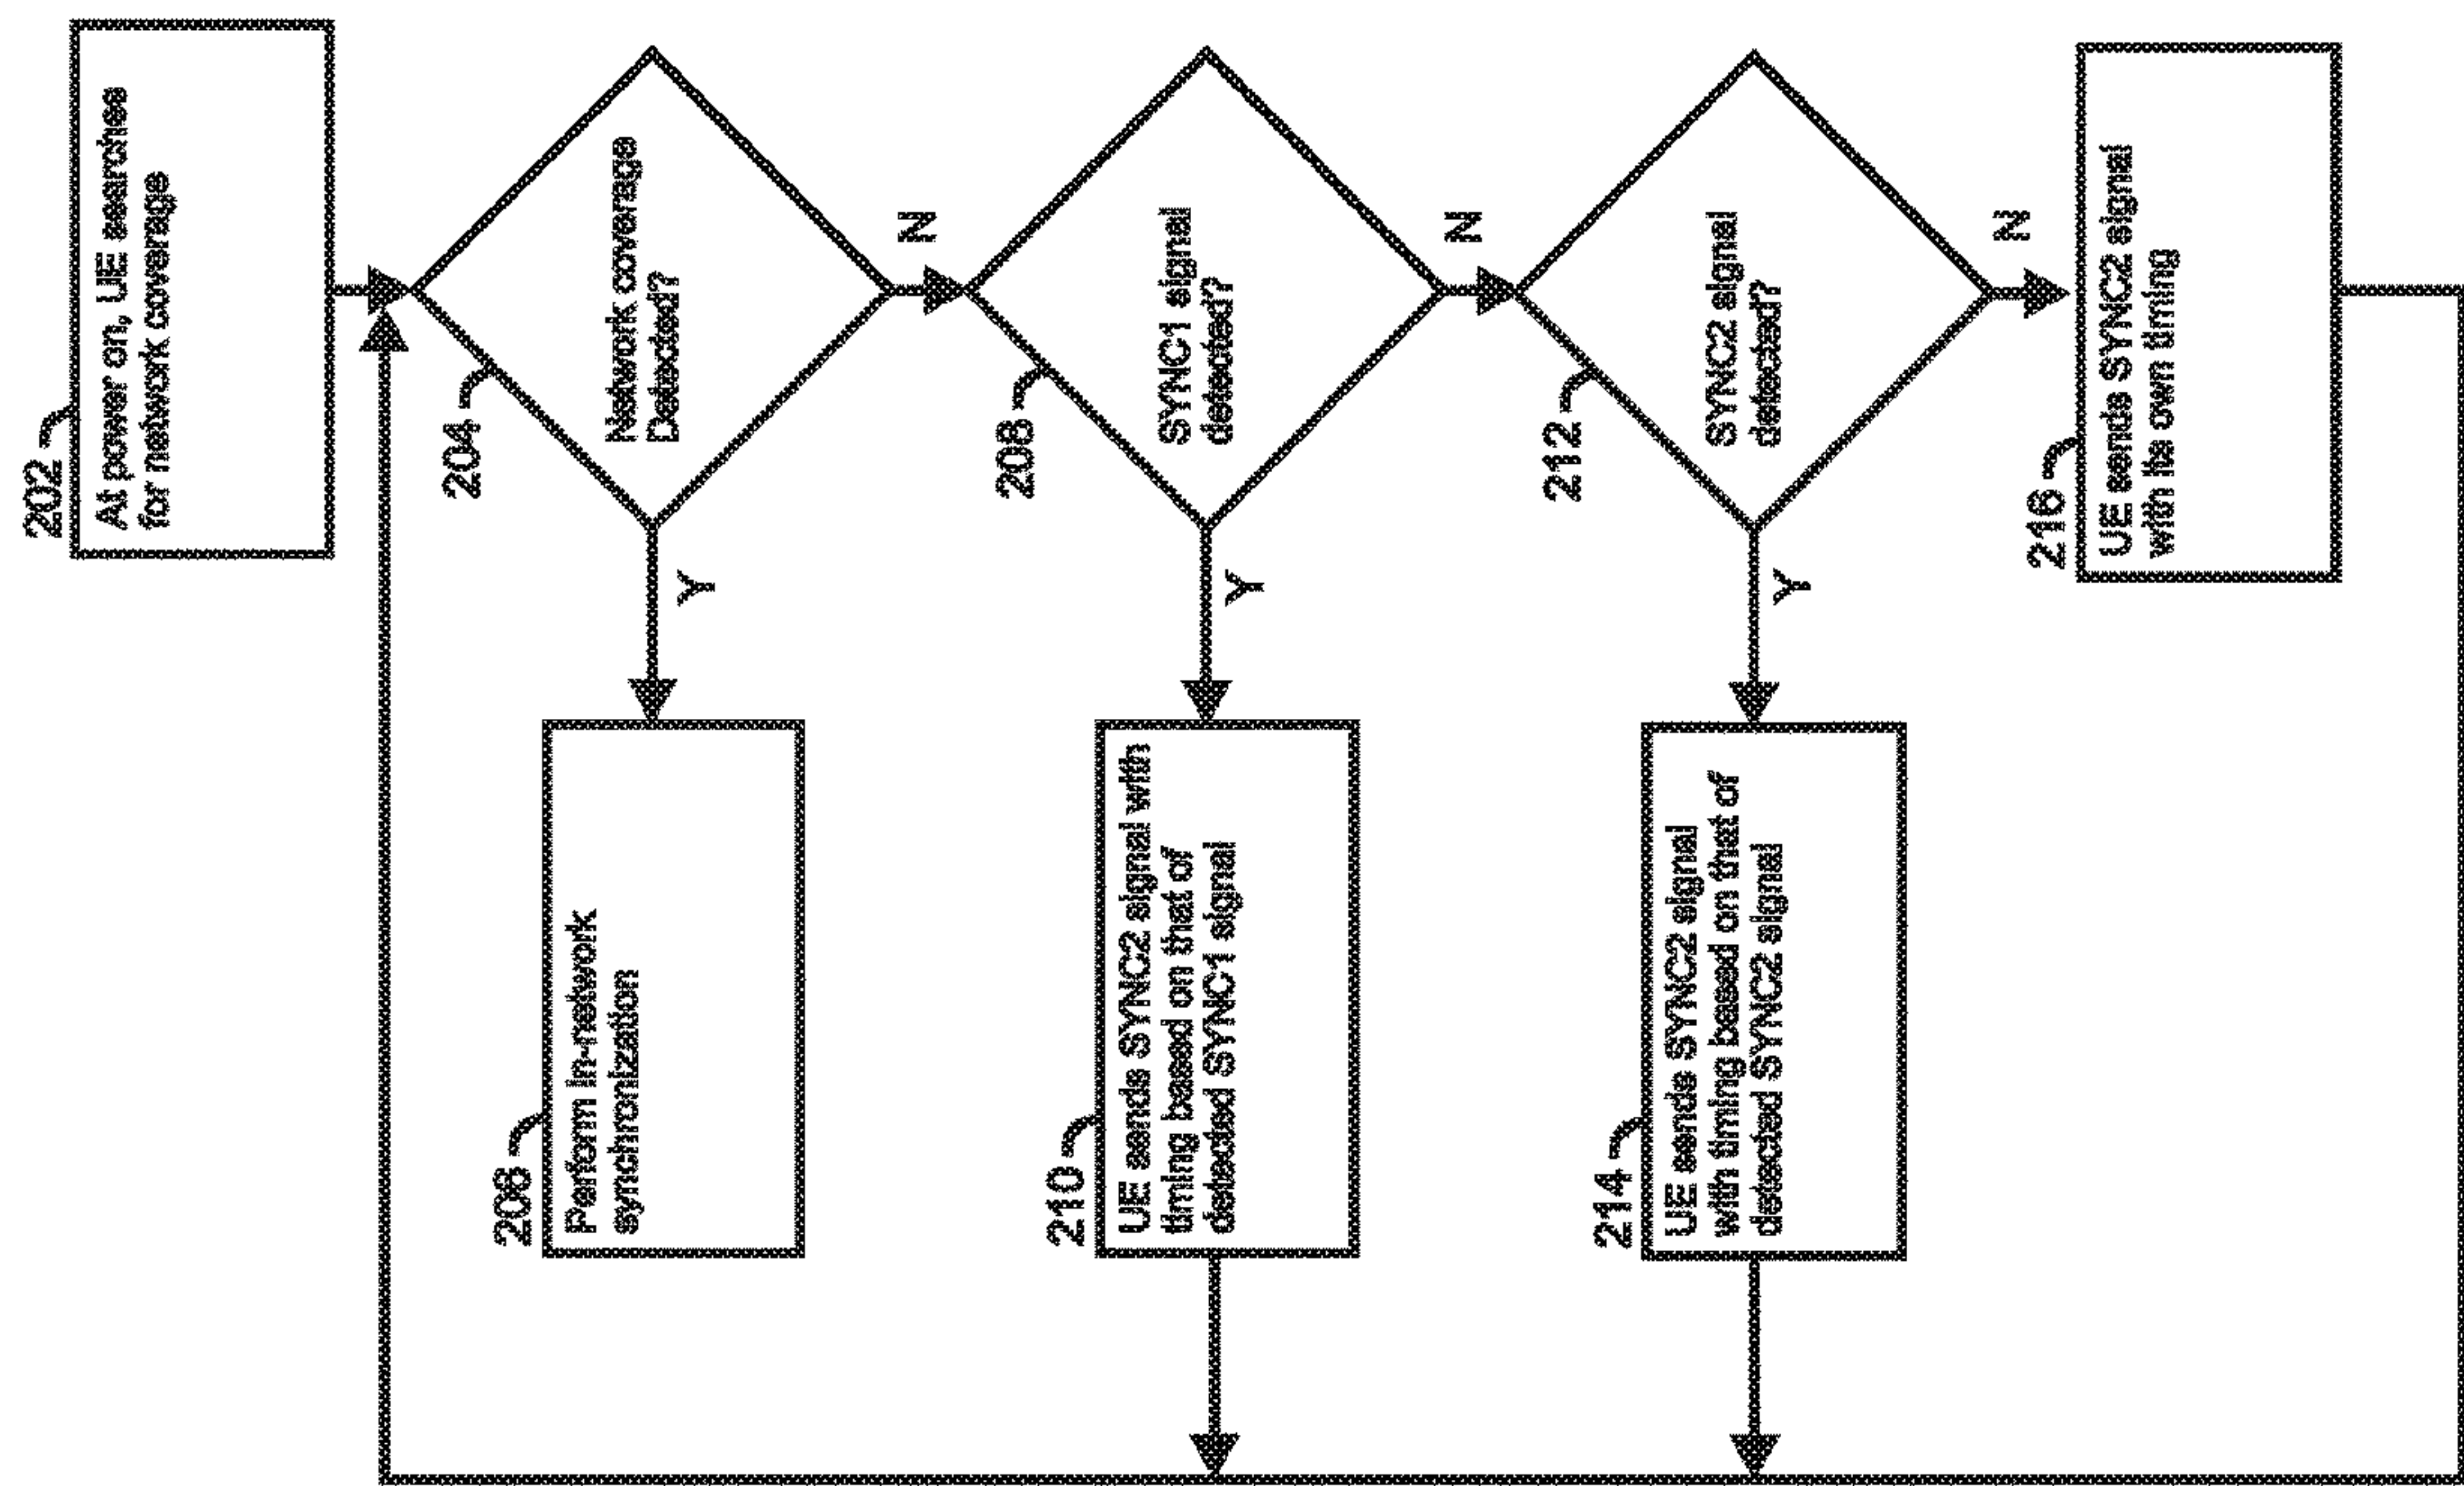 202
At power on, UE searches
for network coverage
204
Network coverage
Detected?
Y
N
206
Perform in-network
synchronization
208
SYNC1 signal
detected?
Y
N
210
UE sends SYNC2 signal with
timing based on that of
detected SYNC1 signal
212
SYNC2 signal
detected?
Y
N
214
UE sends SYNC2 signal
with timing based on that of
detected SYNC2 signal
216
UE sends SYNC2 signal
with its own timing